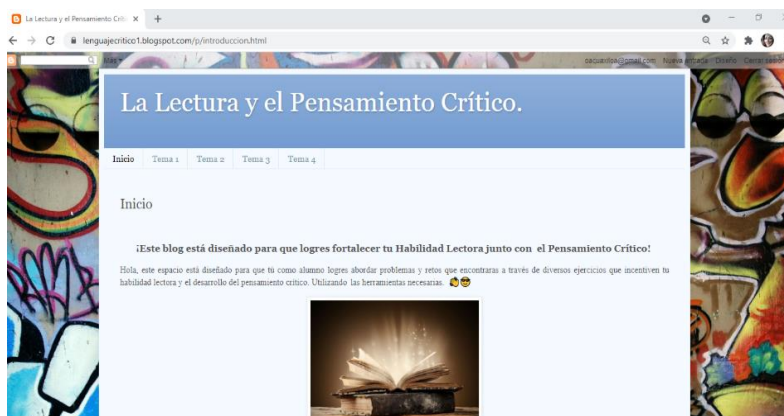 La Lectura y el Pensamiento Crític
lenguajecritico1.blogspot.com/p/introduccion.html
Más
Nueva entrada Diseño Cerrar sesión
La Lectura y el Pensamiento Crítico.
Inicio Tema 1 Tema 2 Tema 3 Tema 4
Inicio
¡Este blog está diseñado para que logres fortalecer tu Habilidad Lectora junto con el Pensamiento Crítico!
Hola, este espacio está diseñado para que tú como alumno logres abordar problemas y retos que encontraras a través de diversos ejercicios que incentiven tu
habilidad lectora y el desarrollo del pensamiento crítico. Utilizando las herramientas necesarias.